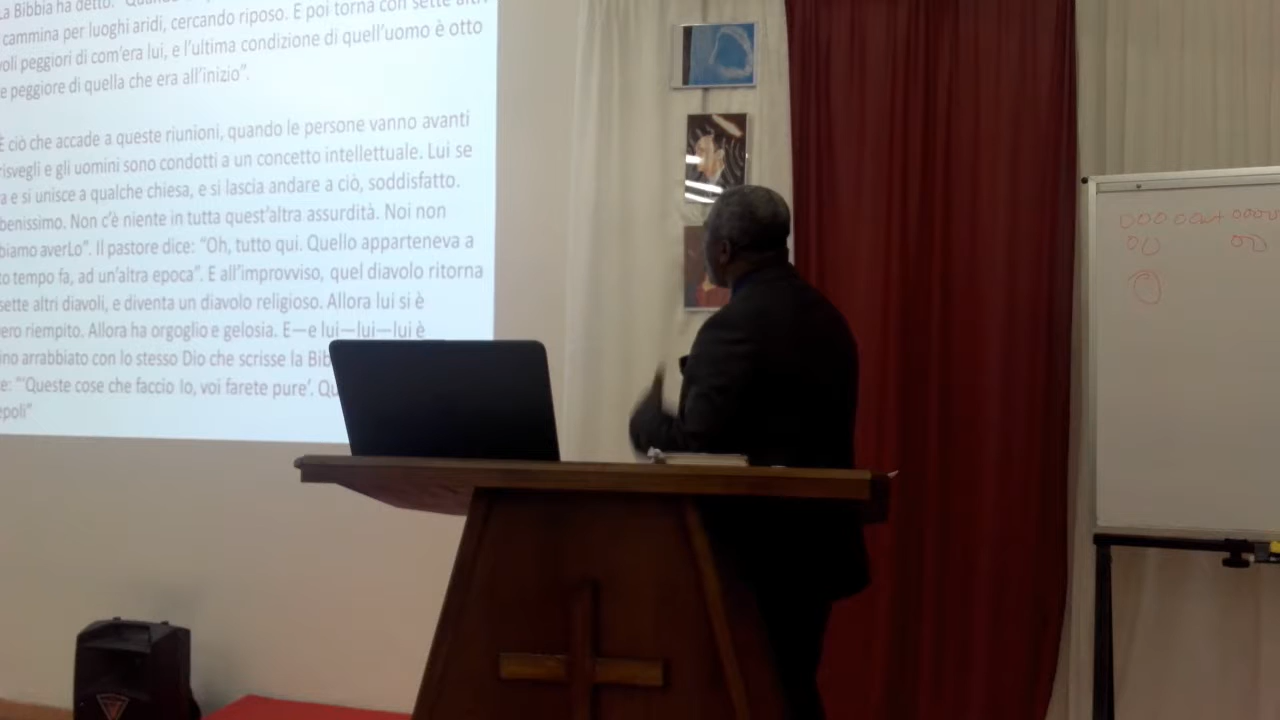 La Bibbia ha detto: "
cammina per luoghi aridi, cercando riposo. E poi torna con sette altri
voli peggiori di com'era lui, e l'ultima condizione di quell'uomo è otto
e peggiore di quella che era all'inizio".
È ciò che accade a queste riunioni, quando le persone vanno avanti
risvegli e gli uomini sono condotti a un concetto intellettuale. Lui se
a e si unisce a qualche chiesa, e si lascia andare a ciò, soddisfatto.
benissimo. Non c'è niente in tutta quest'altra assurdità. Noi non
biamo averLo". Il pastore dice: "Oh, tutto qui. Quello apparteneva a
to tempo fa, ad un'altra epoca". E all'improvviso, quel diavolo ritorna
sette altri diavoli, e diventa un diavolo religioso. Allora lui si è
ero riempito. Allora ha orgoglio e gelosia. E—e lui—lui—lui è
ino arrabbiato con lo stesso Dio che scrisse la Bib
e: "'Queste cose che faccio Io, voi farete pure'. Qu
epoli"